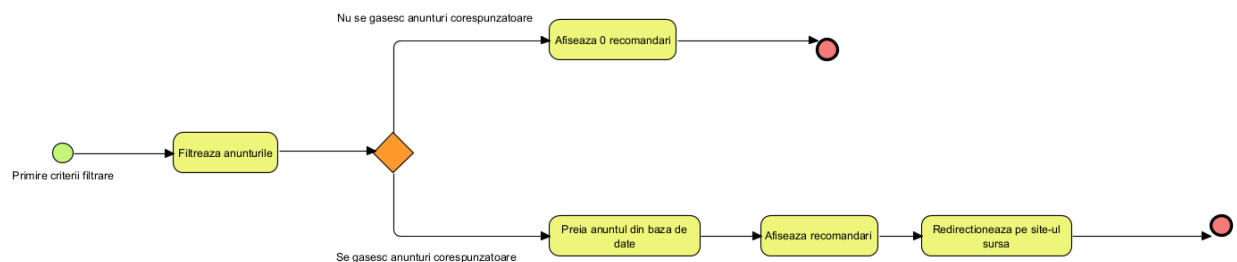 Nu se gasesc anunturi corespunzatoare
Afiseaza 0 recomandari
Filtreaza anunturile
Primire criterii filtrare
Preia anuntul din baza de
date
Afiseaza recomandari
Redirectioneaza pe site-ul
sursa
Se gasesc anunturi corespunzatoare